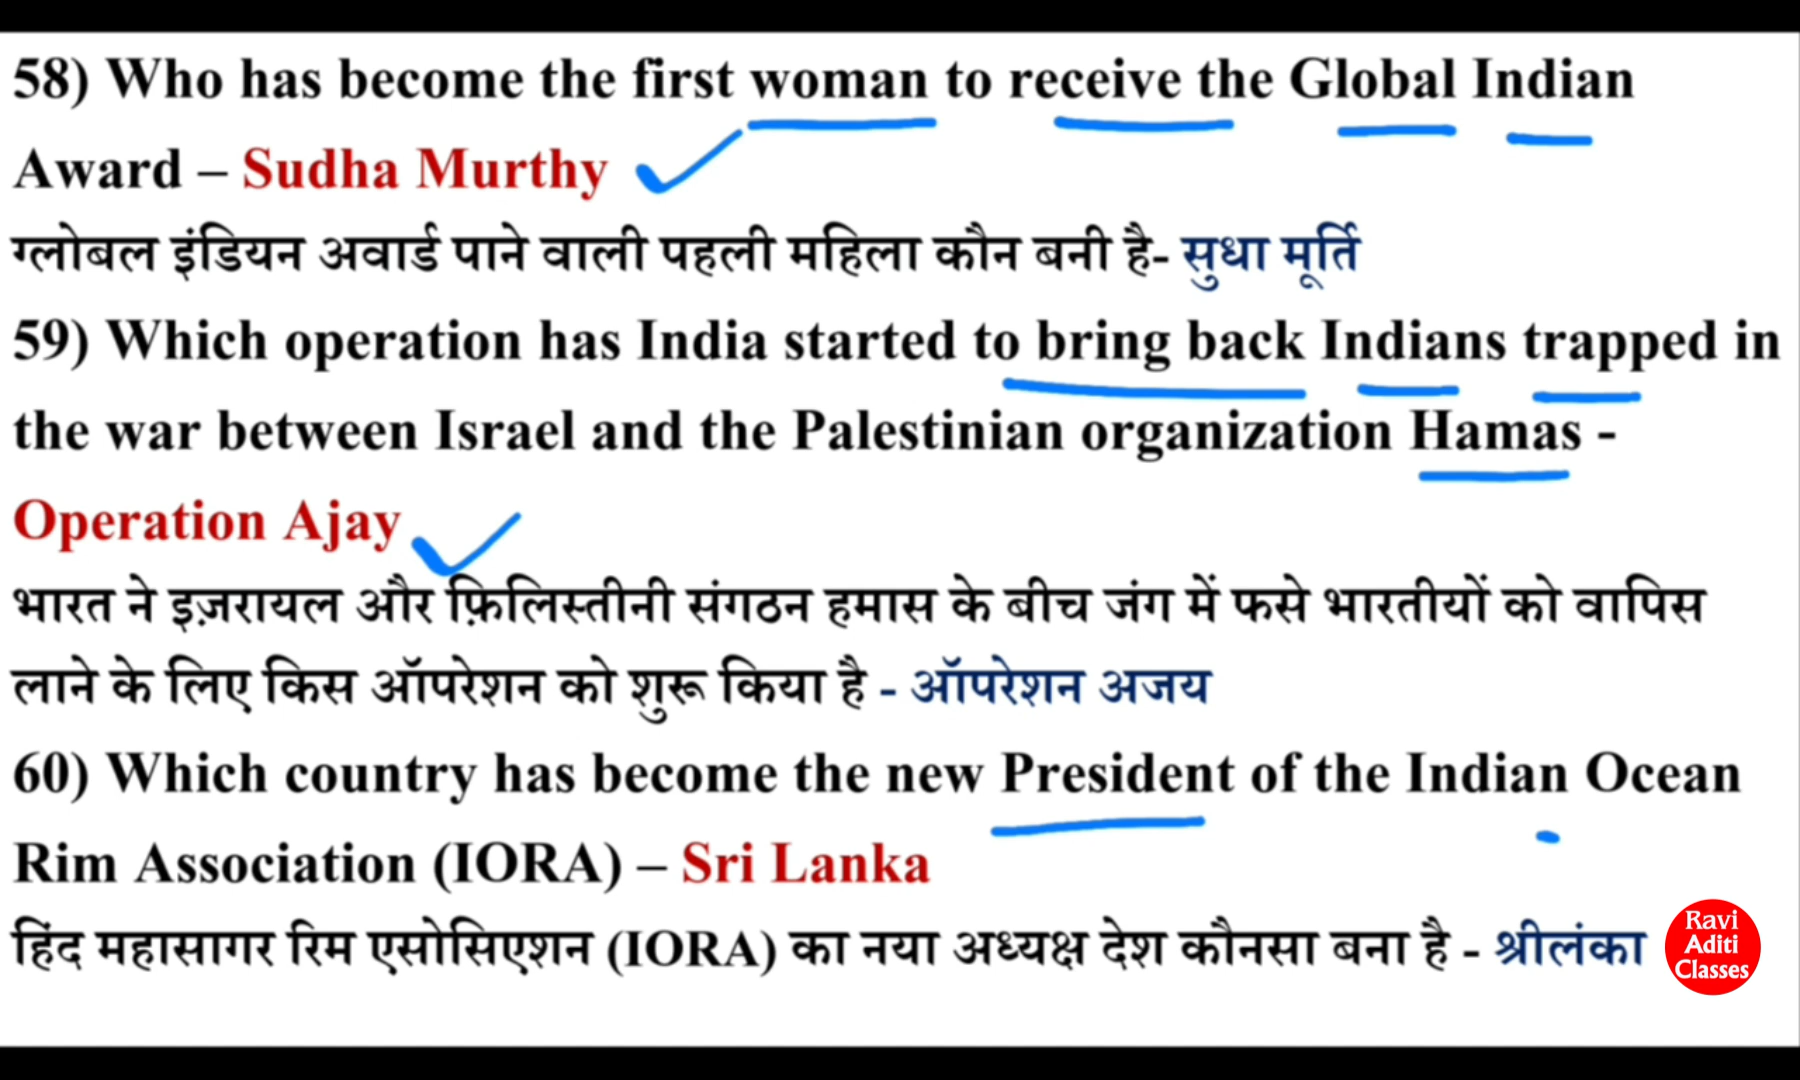 58) Who has become the first woman to receive the Global Indian
Award – Sudha Murthy
ग्लोबल इंडियन अवार्ड पाने वाली पहली महिला कौन बनी है- सुधा मूर्ति
59) Which operation has India started to bring back Indians trapped in
the war between Israel and the Palestinian organization Hamas -
Operation Ajay
भारत ने इज़रायल और फ़िलिस्तीनी संगठन हमास के बीच जंग में फसे भारतीयों को वापिस
लाने के लिए किस ऑपरेशन को शुरू किया है - ऑपरेशन अजय
60) Which country has become the new President of the Indian Ocean
Rim Association (IORA) – Sri Lanka
हिंद महासागर रिम एसोसिएशन (IORA) का नया अध्यक्ष देश कौनसा बना है - श्रीलंका
Ravi
Aditi
Classes